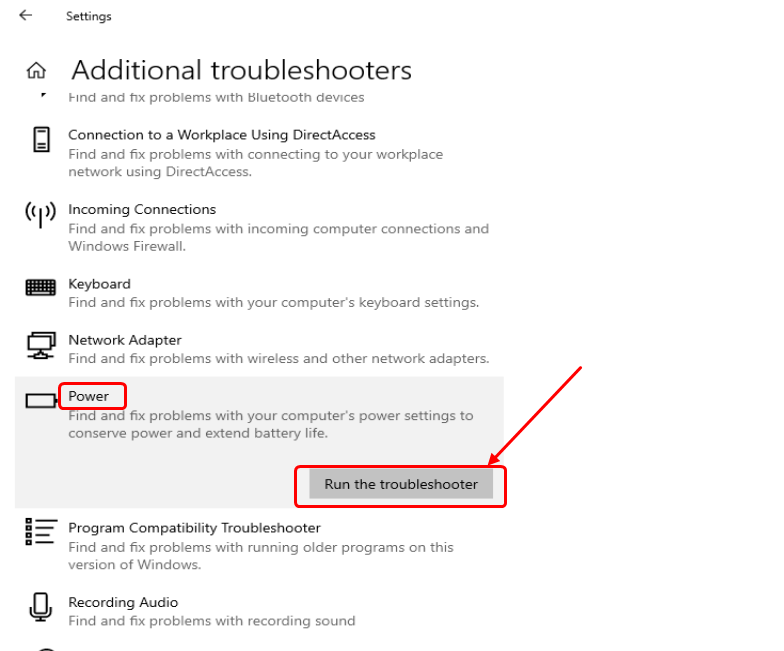 Settings
Additional troubleshooters
Find and fix problems with Bluetooth devices
Connection to a Workplace Using DirectAccess
Find and fix problems with connecting to your workplace
network using DirectAccess.
Incoming Connections
Find and fix problems with incoming computer connections and
Windows Firewall.
Keyboard
Find and fix problems with your computer's keyboard settings.
Network Adapter
Find and fix problems with wireless and other network adapters.
Power
Find and fix problems with your computer's power settings to
conserve power and extend battery life.
Run the troubleshooter
Program Compatibility Troubleshooter
Find and fix problems with running older programs on this
version of Windows.
Recording Audio
Find and fix problems with recording sound